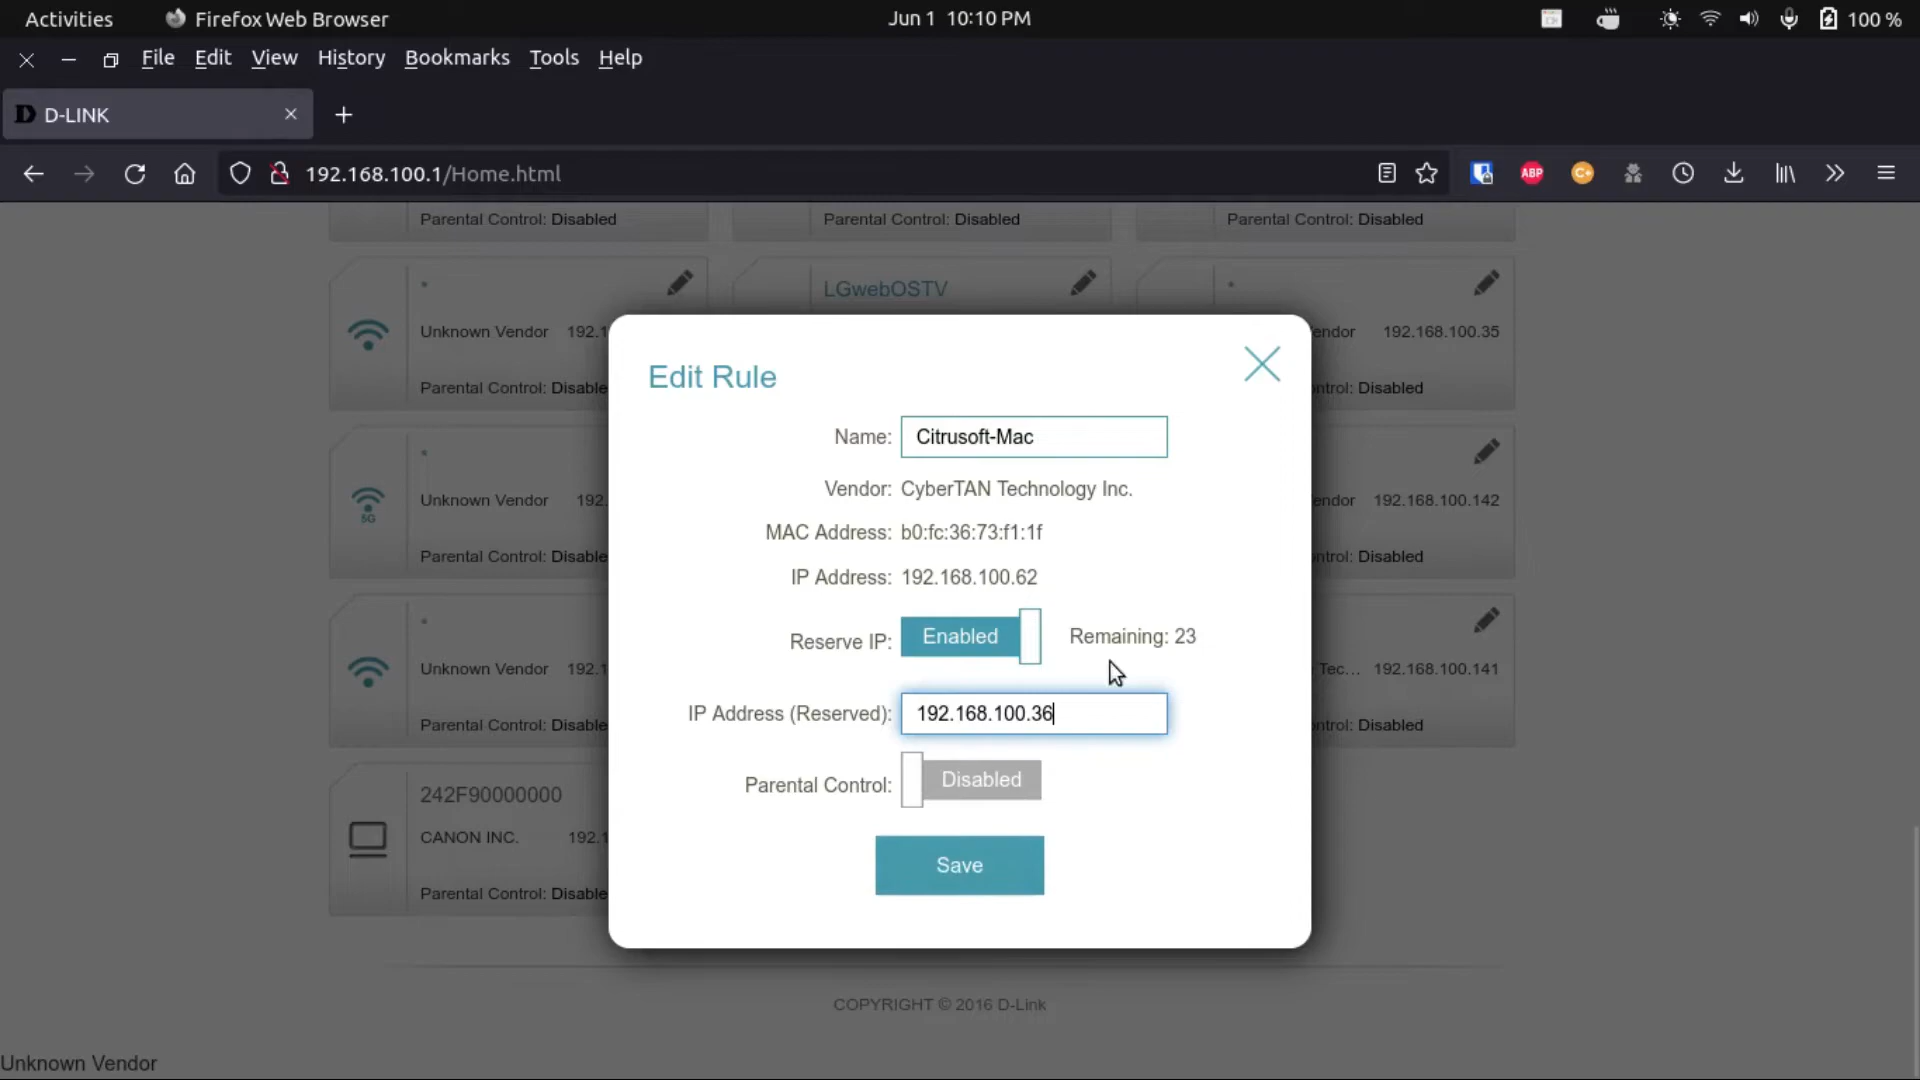 Activities
Firefox Web Browser
Jun 1 10:10 PM
100 %
File Edit View History Bookmarks Tools Help
D-LINK
192.168.100.1/Home.html
ABP
C+
Parental Control: Disabled
Parental Control: Disabled
Parental Control: Disabled
*
LGwebOSTV
*
Unknown Vendor 192.1
endor 192.168.100.35
Parental Control: Disable
ntrol: Disabled
Edit Rule
Name: Citrusoft-Mac
Vendor: CyberTAN Technology Inc.
MAC Address: b0:fc:36:73:f1:1f
IP Address: 192.168.100.62
Reserve IP: Enabled Remaining: 23
IP Address (Reserved): 192.168.100.36
Parental Control: Disabled
Save
*
5G
Unknown Vendor 192.
endor 192.168.100.142
Parental Control: Disable
ntrol: Disabled
*
Unknown Vendor 192.1
Tec... 192.168.100.141
Parental Control: Disable
ntrol: Disabled
242F90000000
CANON INC. 192.1
Parental Control: Disable
COPYRIGHT © 2016 D-Link
Unknown Vendor